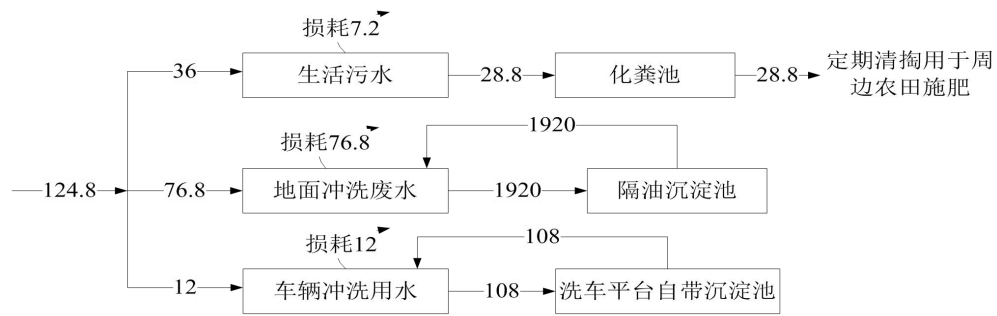 损耗7.2
36
生活污水
28.8
化粪池
28.8
定期清掏用于周
边农田施肥
1920
损耗76.8
124.8
76.8
地面冲洗废水
1920
隔油沉淀池
108
损耗12
12
车辆冲洗用水
108
洗车平台自带沉淀池